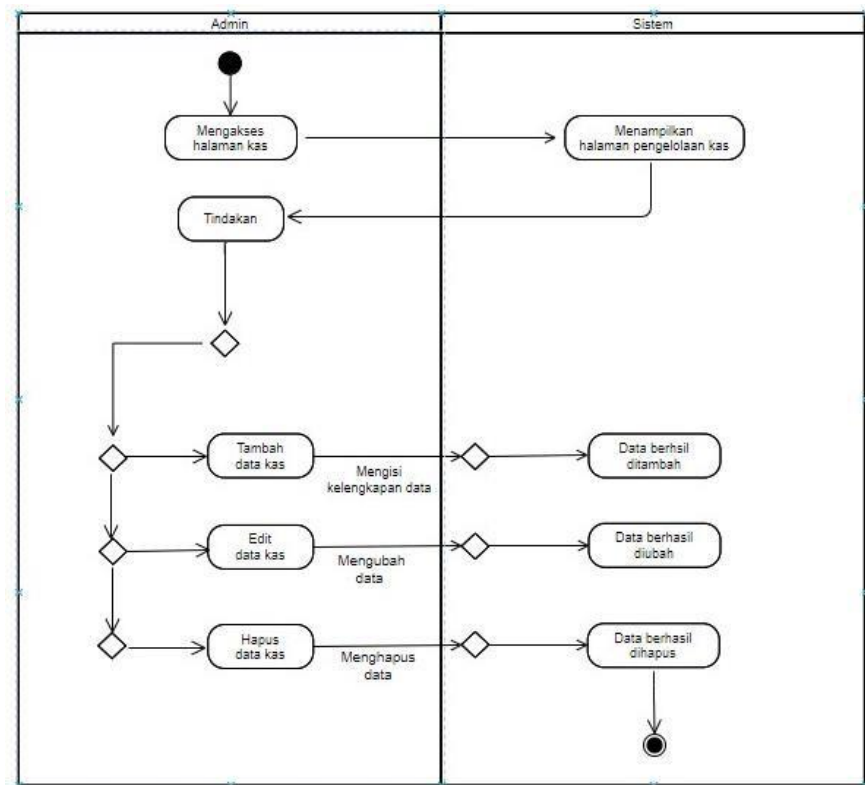 Admin
Sistem
Mengakses
halaman kas
Menampilkan
halaman pengelolaan kas
Tindakan
Tambah
data kas
Mengisi
kelengkapan data
Data berhsil
ditambah
Edit
data kas
Mengubah
data
Data berhasil
diubah
Hapus
data kas
Menghapus
data
Data berhasil
dihapus